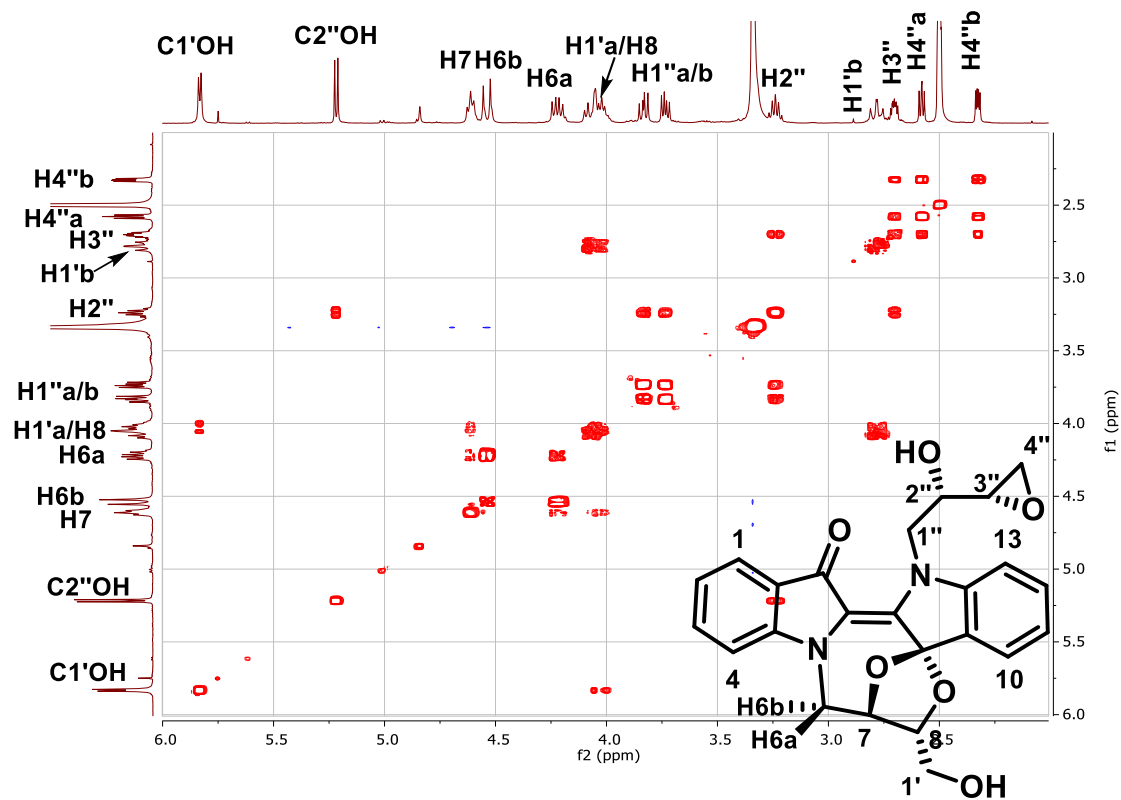 C1'OH
C2''OH
H7 H6b
H6a
H1'a/H8
H1''a/b
H2''
H1'b
H3''
H4''a
H4''b
H4''b
H4''a
H3''
H1'b
H2''
H1''a/b
H1'a/H8
H6a
H6b
H7
C2''OH
C1'OH
2.5
3.0
3.5
4.0
4.5
5.0
5.5
6.0
f1 (ppm)
6.0 5.5 5.0 4.5 4.0 3.5 3.0 2.5
f2 (ppm)
HO
4''
2''
3''
O
1''
13
1
O
N
N
4
O
10
O
H6b
H6a
7
8
1'
OH